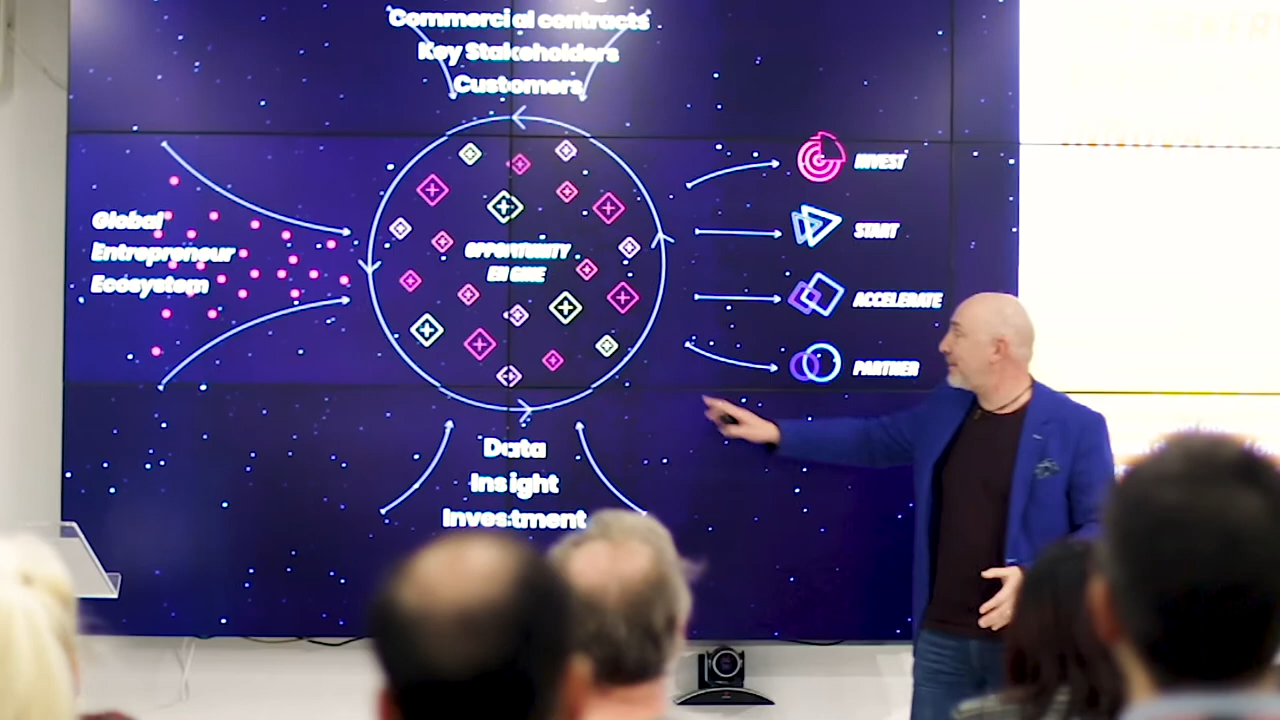 Commercial contracts
Key Stakeholders
Customers
Global
Entrepreneur
Ecosystem
OPPORTUNITY
ENGINE
INVEST
START
ACCELERATE
PARTNER
Data
Insight
Investment